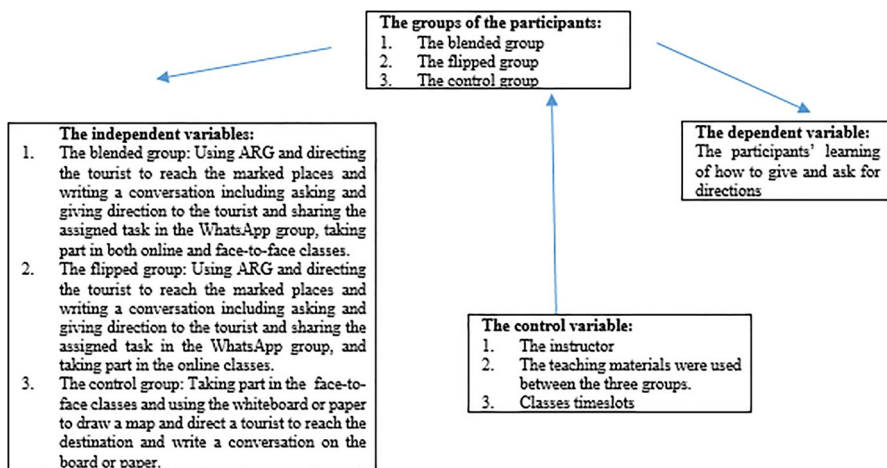 The groups of the participants:
1. The blended group
2. The flipped group
3. The control group
The independent variables:
1. The blended group: Using ARG and directing
the tourist to reach the marked places and
writing a conversation including asking and
giving direction to the tourist and sharing the
assigned task in the WhatsApp group, taking
part in both online and face-to-face classes.
2. The flipped group: Using ARG and directing
the tourist to reach the marked places and
writing a conversation including asking and
giving direction to the tourist and sharing the
assigned task in the WhatsApp group, and
taking part in the online classes.
3. The control group: Taking part in the face-to-
face classes and using the whiteboard or paper
to draw a map and direct a tourist to reach the
destination and write a conversation on the
board or paper.
The dependent variable:
The participants' learning
of how to give and ask for
directions
The control variable:
1. The instructor
2. The teaching materials were used
between the three groups.
3. Classes timeslots